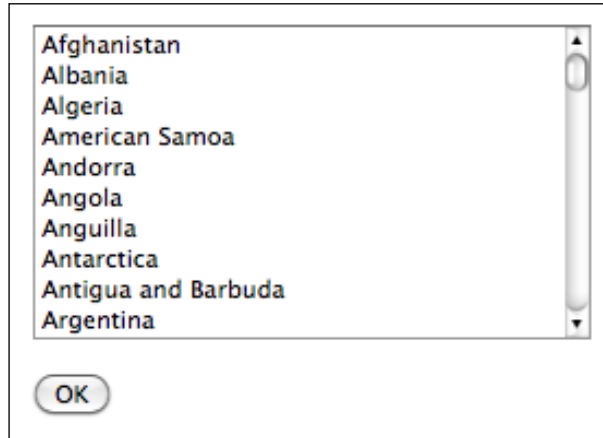 Afghanistan
Albania
Algeria
American Samoa
Andorra
Angola
Anguilla
Antarctica
Antigua and Barbuda
Argentina
OK